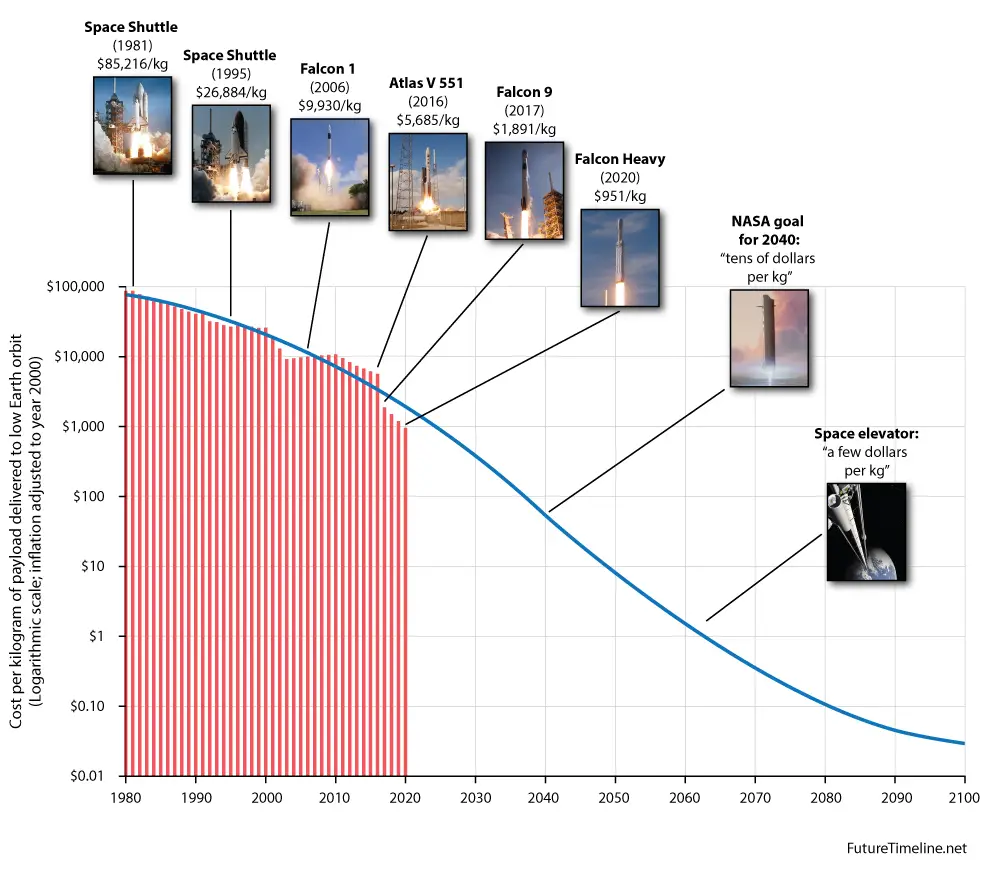 Space Shuttle
(1981)
$85,216/kg
Space Shuttle
(1995)
$26,884/kg
Falcon 1
(2006)
$9,930/kg
Atlas V 551
(2016)
$5,685/kg
Falcon 9
(2017)
$1,891/kg
Falcon Heavy
(2020)
$951/kg
NASA goal
for 2040:
“tens of dollars
per kg”
Space elevator:
“a few dollars
per kg”
Cost per kilogram of payload delivered to low Earth orbit
(Logarithmic scale; inflation adjusted to year 2000)
$100,000
$10,000
$1,000
$100
$10
$1
$0.10
$0.01
1980 1990 2000 2010 2020 2030 2040 2050 2060 2070 2080 2090 2100
FutureTimeline.net